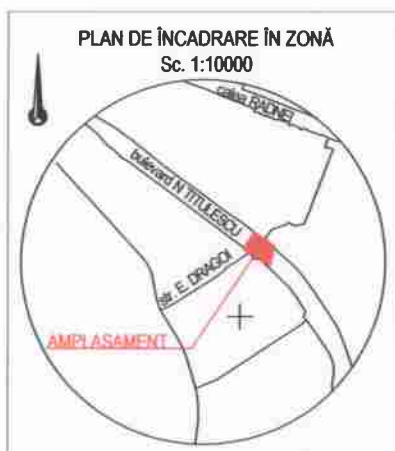 PLAN DE ÎNCADRARE ÎN ZONĂ
Sc. 1:10000
calea RADNEI
bulevard N TITULESCU
str. E. DRAGOI
AMPLASAMENT